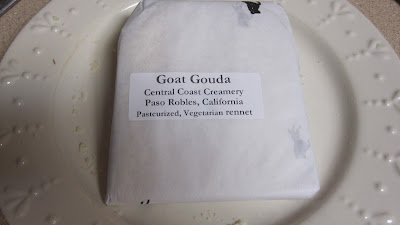 Goat Gouda
Central Coast Creamery
Paso Robles, California
Pasteurized, Vegetarian rennet